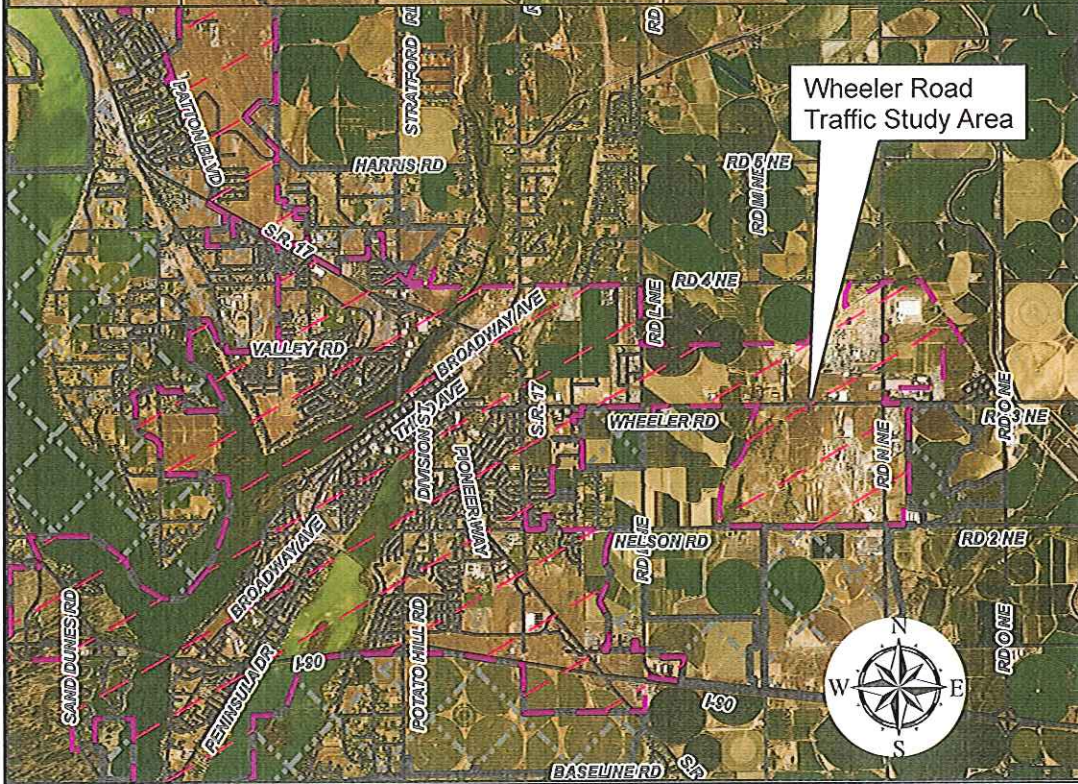 RD
STRATFORD RD
PATTON BLVD
HARRIS RD
RD 5 NE
RD M NE
Wheeler Road
Traffic Study Area
S.R. 17
RD 4 NE
RD L NE
BROADWAY AVE
VALLEY RD
AVE
DIVISION ST
S.R. 17
WHEELER RD
RD 3 NE
RD O NE
PIONEER WAY
RD N NE
NELSON RD
RD 2 NE
BROADWAY AVE
SAND DUNES RD
PENINSULA DR
I-90
POTATO HILL RD
I-90
RD O NE
N
W
E
S
BASELINE RD
S.R.